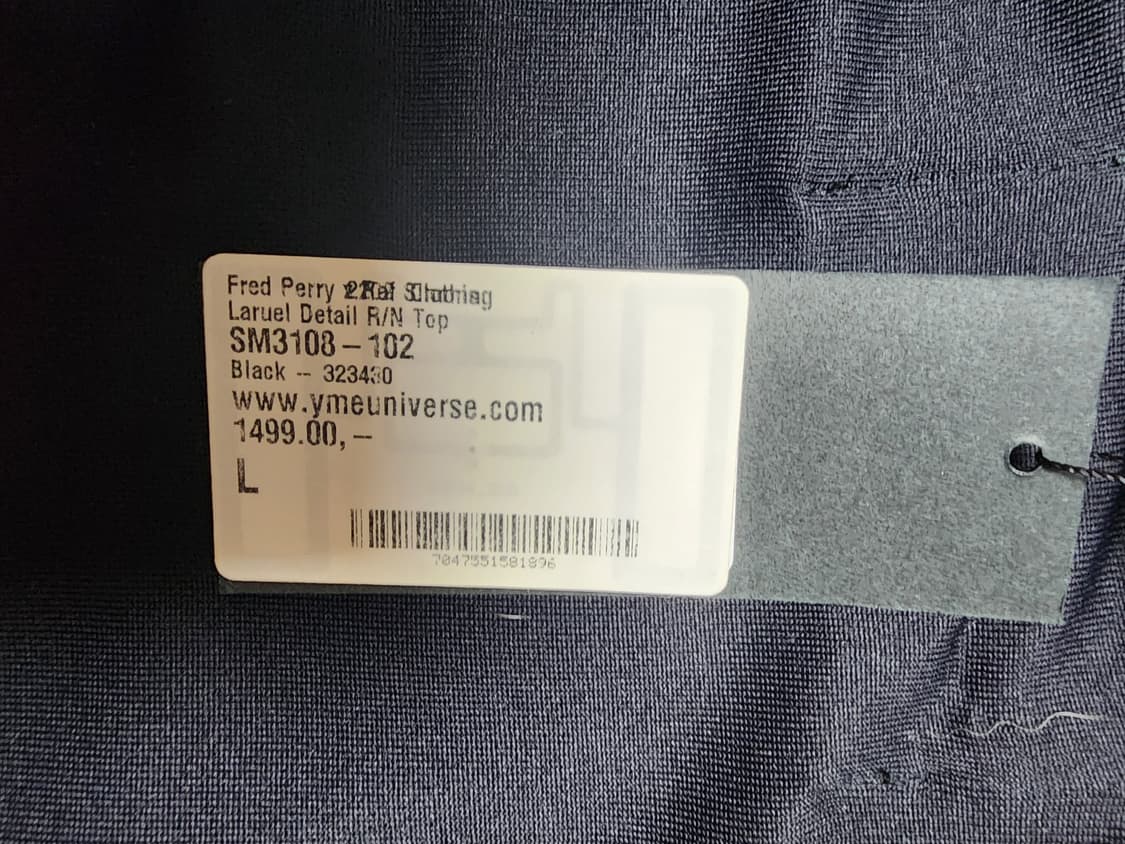 Fred Perry
Laruel Detail R/N Top
SM3108-102
Black -- 323430
www.ymeuniverse.com
1499.00,-
L
7047551581896